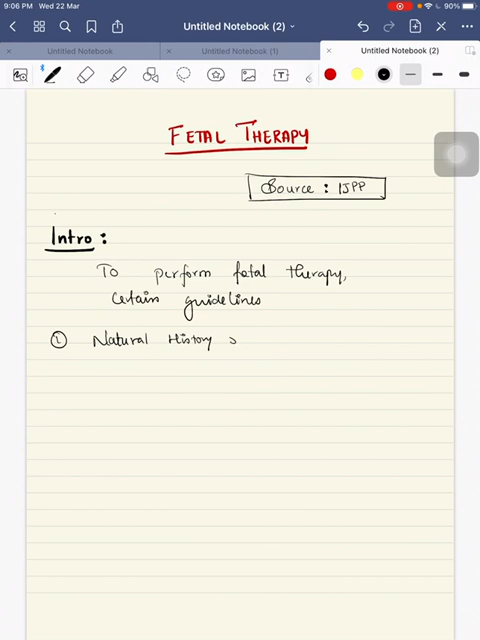 9:06 PM Wed 22 Mar
90%
Untitled Notebook (2)
Untitled Notebook
Untitled Notebook (1)
Untitled Notebook (2)
FETAL THERAPY
Source : IJPP
Intro :
To perform fetal therapy,
certain guidelines
① Natural History